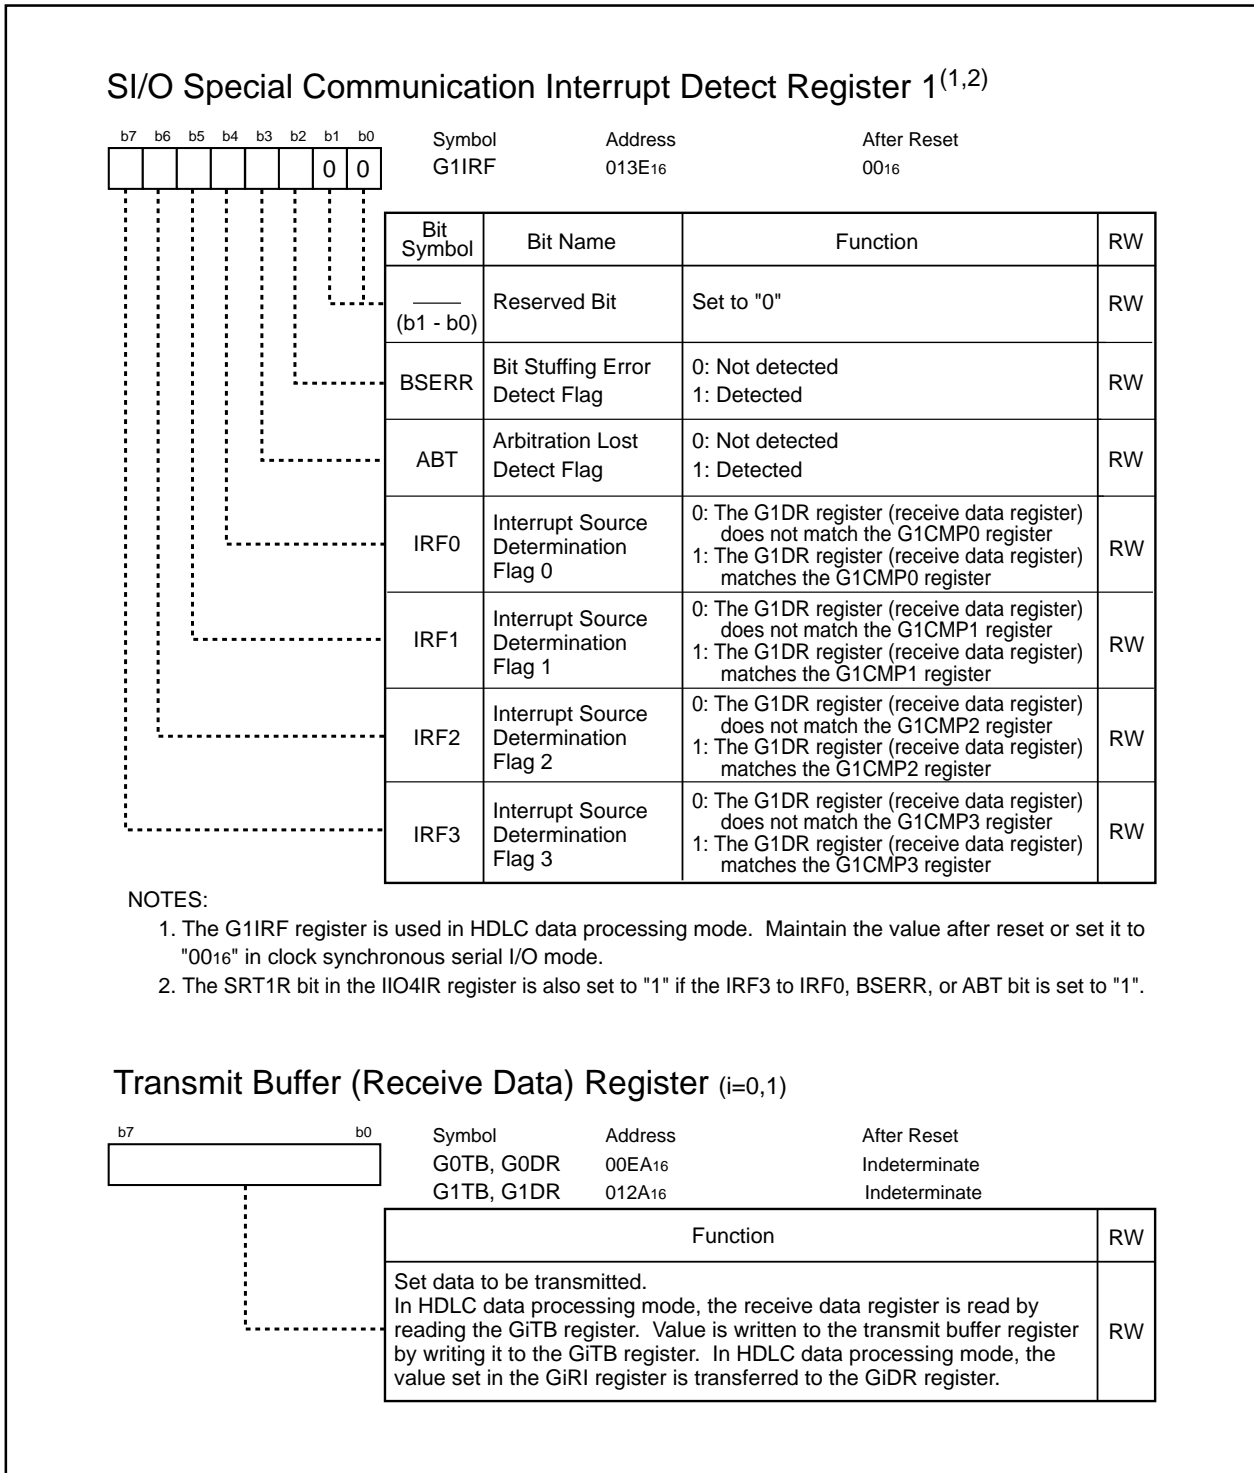 SI/O Special Communication Interrupt Detect Register 1(1,2)
b7 b6 b5 b4 b3 b2 b1 b0
Symbol Address After Reset
0 0
G1IRF 013E16 0016
Bit Symbol Bit Name Function RW
(b1 - b0) Reserved Bit Set to "0" RW
BSERR
Bit Stuffing Error
Detect Flag
0: Not detected
1: Detected
RW
ABT
Arbitration Lost
Detect Flag
0: Not detected
1: Detected
RW
IRF0
Interrupt Source
Determination
Flag 0
0: The G1DR register (receive data register)
does not match the G1CMP0 register
1: The G1DR register (receive data register)
matches the G1CMP0 register
RW
IRF1
Interrupt Source
Determination
Flag 1
0: The G1DR register (receive data register)
does not match the G1CMP1 register
1: The G1DR register (receive data register)
matches the G1CMP1 register
RW
IRF2
Interrupt Source
Determination
Flag 2
0: The G1DR register (receive data register)
does not match the G1CMP2 register
1: The G1DR register (receive data register)
matches the G1CMP2 register
RW
IRF3
Interrupt Source
Determination
Flag 3
0: The G1DR register (receive data register)
does not match the G1CMP3 register
1: The G1DR register (receive data register)
matches the G1CMP3 register
RW
NOTES:
1. The G1IRF register is used in HDLC data processing mode. Maintain the value after reset or set it to
"0016" in clock synchronous serial I/O mode.
2. The SRT1R bit in the IIO4IR register is also set to "1" if the IRF3 to IRF0, BSERR, or ABT bit is set to "1".
Transmit Buffer (Receive Data) Register (i=0,1)
b7 b0
Symbol Address After Reset
G0TB, G0DR 00EA16 Indeterminate
G1TB, G1DR 012A16 Indeterminate
Function RW
Set data to be transmitted.
In HDLC data processing mode, the receive data register is read by
reading the GiTB register. Value is written to the transmit buffer register
by writing it to the GiTB register. In HDLC data processing mode, the
value set in the GiRI register is transferred to the GiDR register.
RW